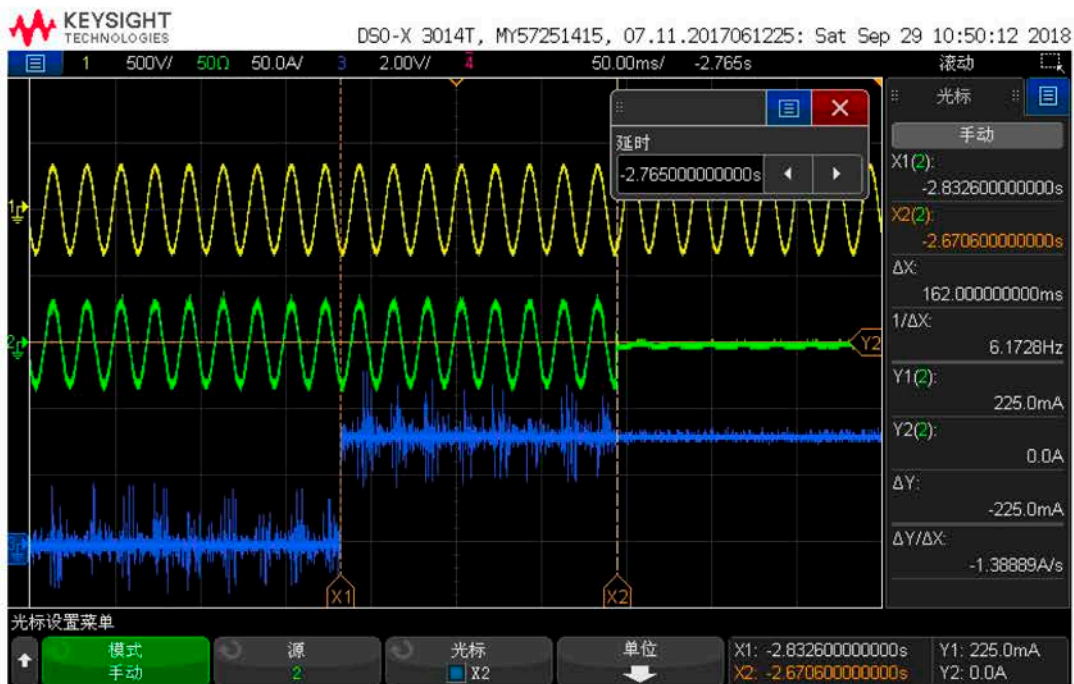 KEYSIGHT
TECHNOLOGIES
DSO-X 3014T, MY57251415, 07.11.2017061225: Sat Sep 29 10:50:12 2018
1 500V/ 50Ω 50.0A/ 3 2.00V/ 4 50.00ms/ -2.765s 滚动
光标
手动
延时
-2.765000000000s
X1(2):
-2.832600000000s
X2(2):
-2.670600000000s
ΔX:
162.000000000ms
1/ΔX:
6.1728Hz
Y1(2):
225.0mA
Y2(2):
0.0A
ΔY:
-225.0mA
ΔY/ΔX:
-1.38889A/s
1
2
Y2
3
X1
X2
光标设置菜单
模式
手动
源
2
光标
X2
单位
X1: -2.832600000000s
X2: -2.670600000000s
Y1: 225.0mA
Y2: 0.0A